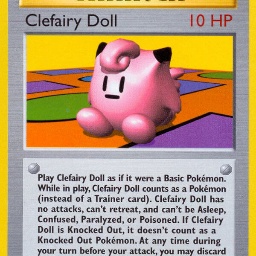 Clefairy Doll 10 HP
Play Clefairy Doll as if it were a Basic Pokémon.
While in play, Clefairy Doll counts as a Pokémon
(instead of a Trainer card). Clefairy Doll has
no attacks, can't retreat, and can't be Asleep,
Confused, Paralyzed, or Poisoned. If Clefairy
Doll is Knocked Out, it doesn't count as a
Knocked Out Pokémon. At any time during
your turn before your attack, you may discard